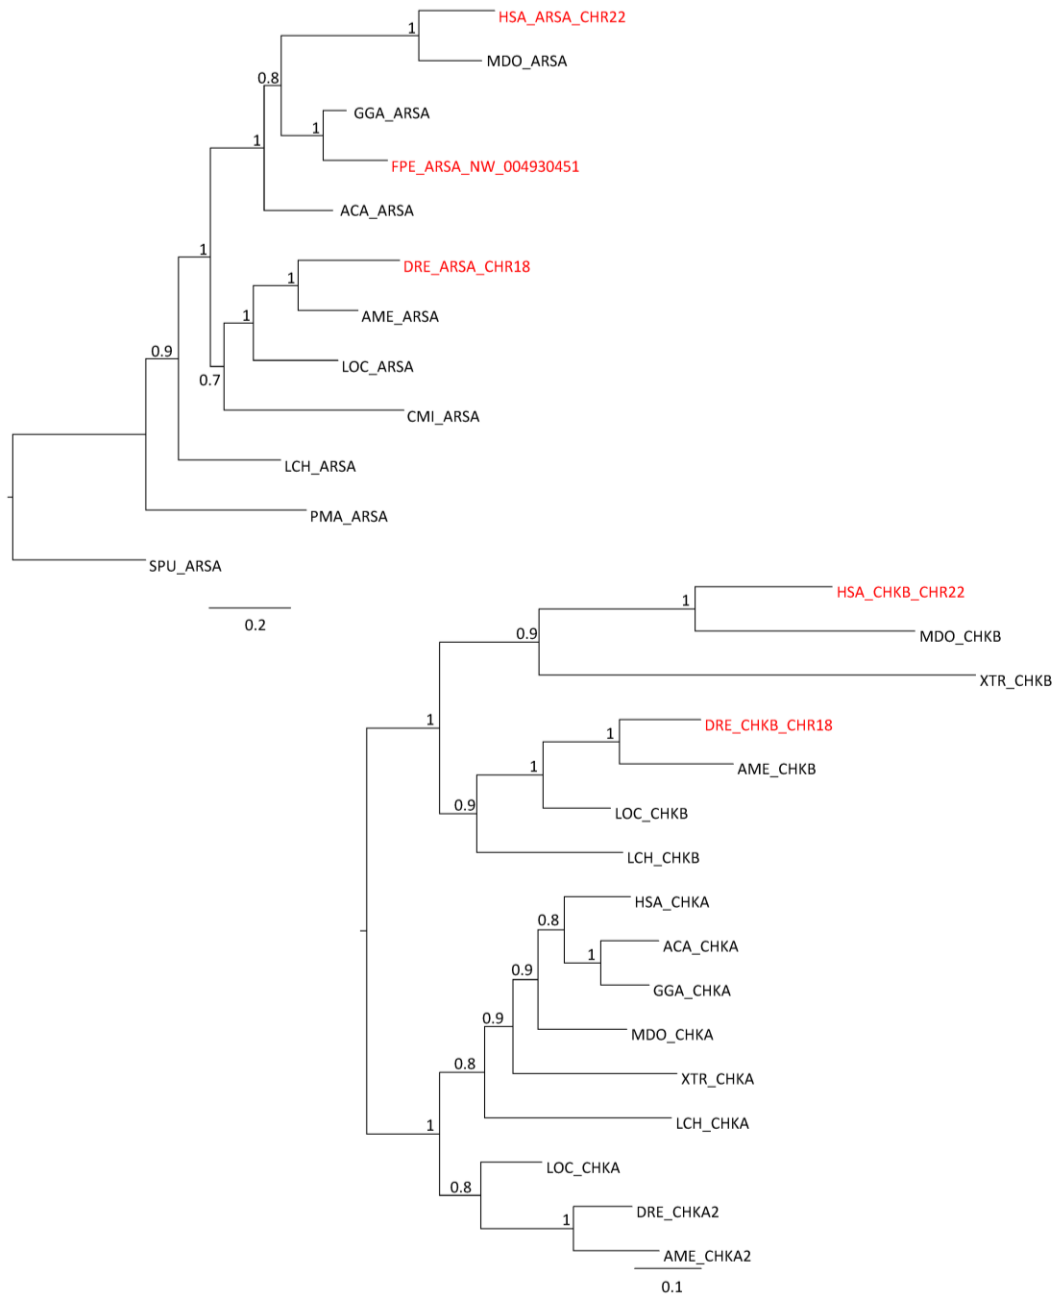 1
HSA_ARSA_CHR22
MDO_ARSA
0.8
GGA_ARSA
1
1
FPE_ARSA_NW_004930451
ACA_ARSA
1
DRE_ARSA_CHR18
1
AME_ARSA
1
0.9
LOC_ARSA
0.7
CMI_ARSA
LCH_ARSA
PMA_ARSA
SPU_ARSA
0.2
1
HSA_CHKB_CHR22
0.9
MDO_CHKB
XTR_CHKB
1
DRE_CHKB_CHR18
1
1
AME_CHKB
0.9
LOC_CHKB
LCH_CHKB
HSA_CHKA
0.8
ACA_CHKA
1
0.9
GGA_CHKA
0.9
MDO_CHKA
0.8
XTR_CHKA
LCH_CHKA
1
LOC_CHKA
0.8
DRE_CHKA2
1
AME_CHKA2
0.1